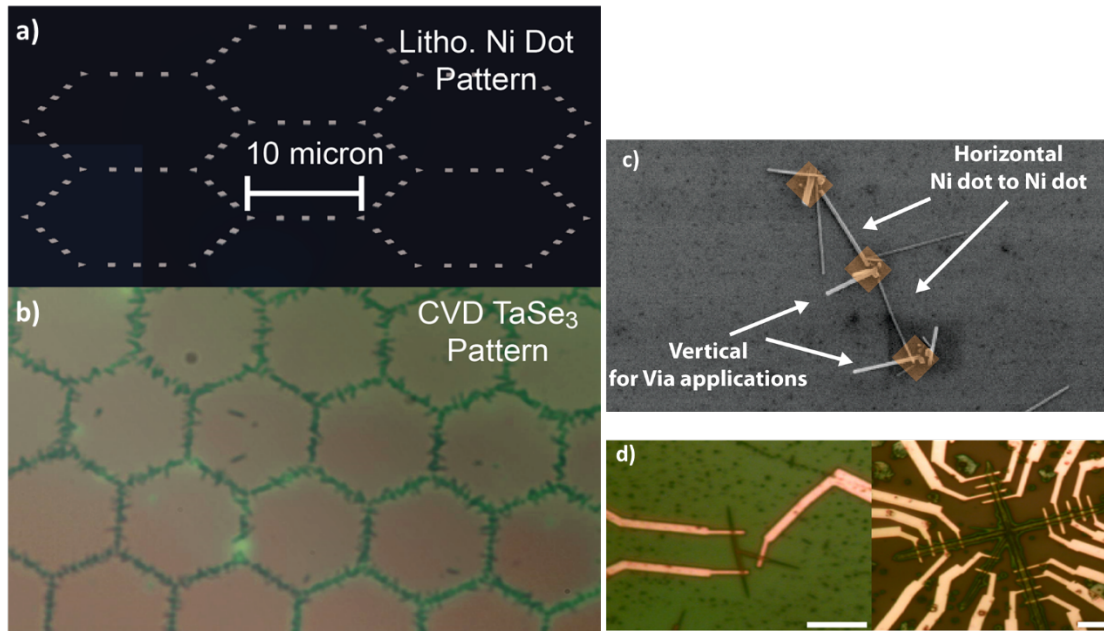 a)
Litho. Ni Dot
Pattern
10 micron
b)
CVD TaSe₃
Pattern
c)
Horizontal
Ni dot to Ni dot
Vertical
for Via applications
d)